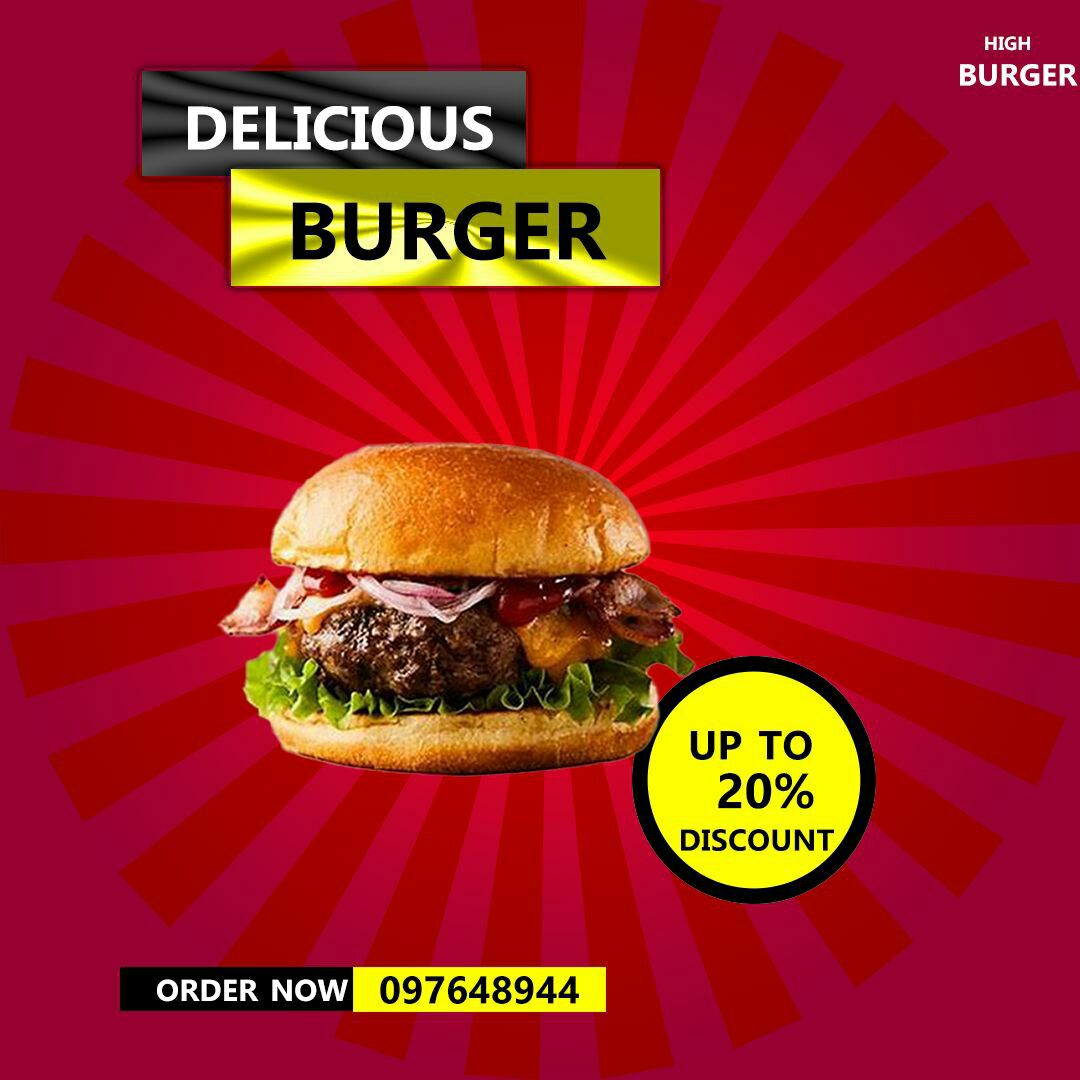 HIGH
BURGER
DELICIOUS
BURGER
UP TO
20%
DISCOUNT
ORDER NOW 097648944